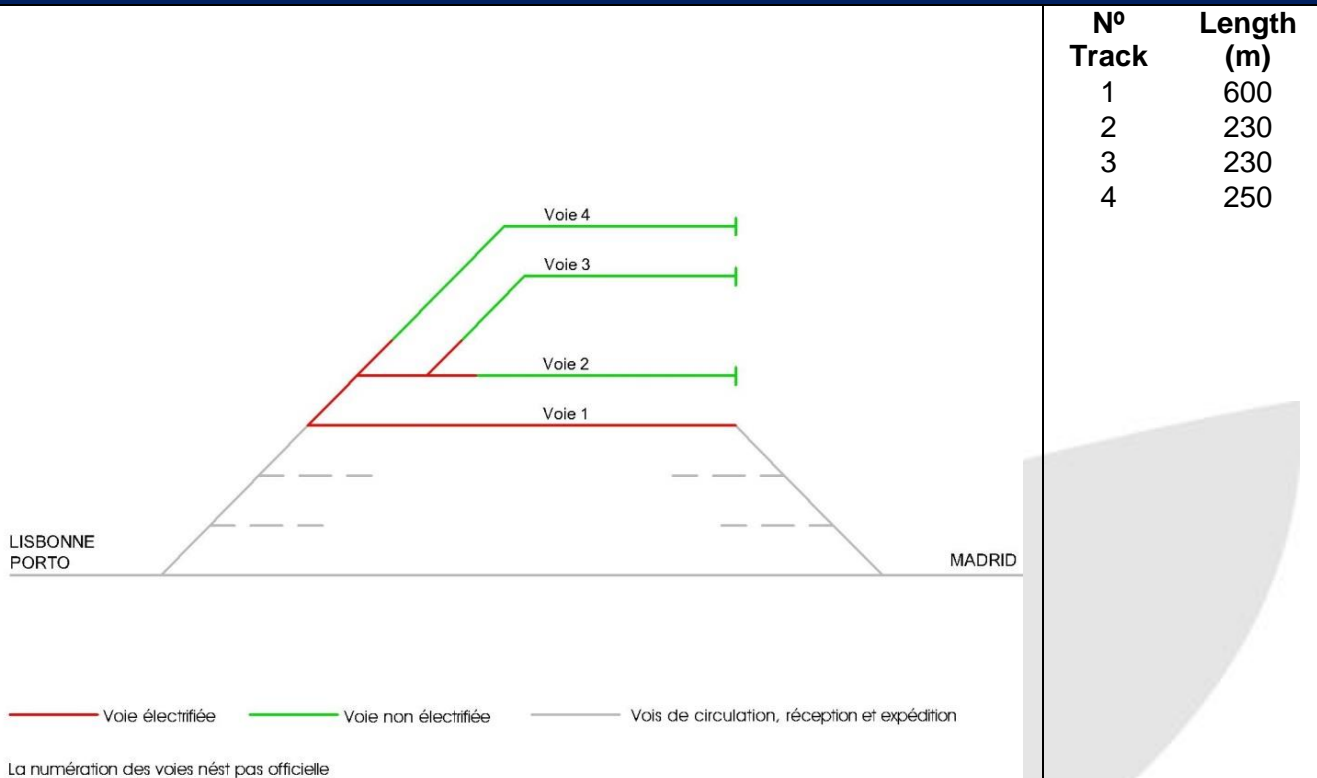 Nº Track Length (m)
1 600
2 230
3 230
4 250
Voie 4
Voie 3
Voie 2
Voie 1
LISBONNE
PORTO
MADRID
Voie électrifiée
Voie non électrifiée
Vois de circulation, réception et expédition
La numération des voies nést pas officielle